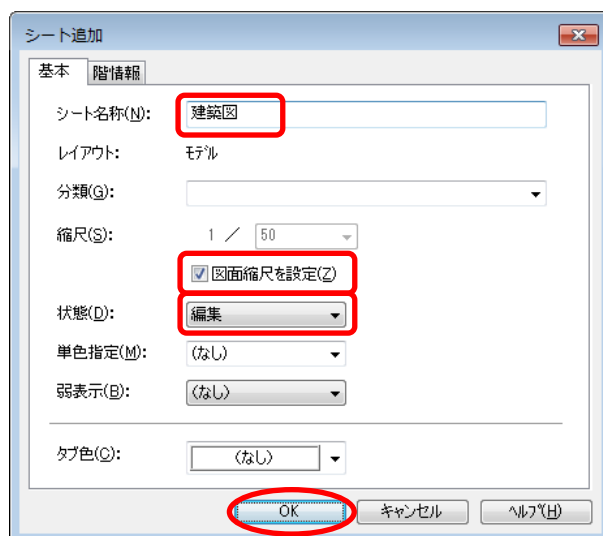 シート追加
基本 階情報
シート名称(N): 建築図
レイアウト: モデル
分類(G):
縮尺(S): 1 ／ 50
図面縮尺を設定(Z)
状態(D): 編集
単色指定(M): (なし)
弱表示(B): (なし)
タブ色(C): (なし)
OK キャンセル ヘルプ(H)